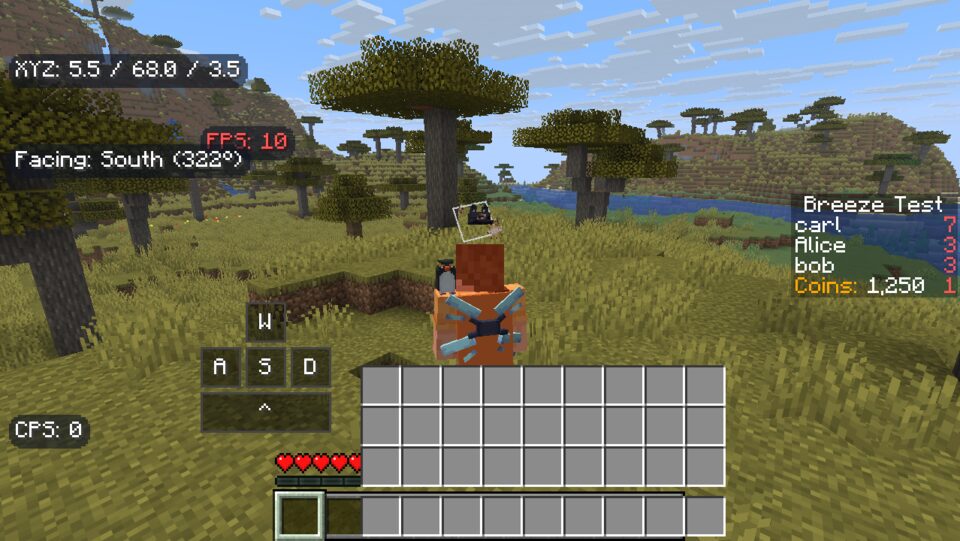 XYZ: 5.5 / 68.0 / 3.5
FPS: 10
Facing: South (322º)
Breeze Test
carl 7
Alice 3
bob 3
Coins: 1,250 1
W
A S D
^
CPS: 0